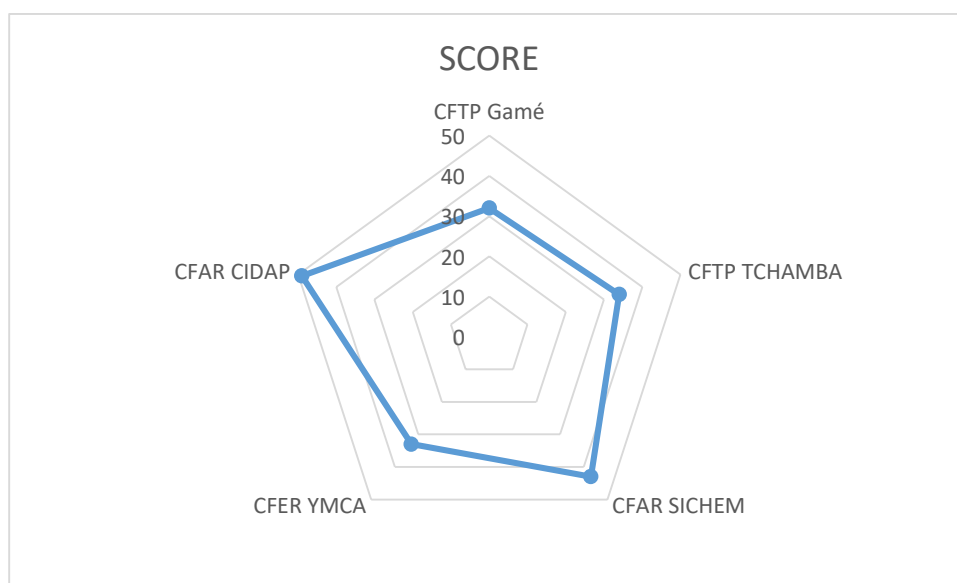 SCORE
CFTP Gamé
50
40
30
20
10
0
CFTP TCHAMBA
CFAR SICHEM
CFER YMCA
CFAR CIDAP